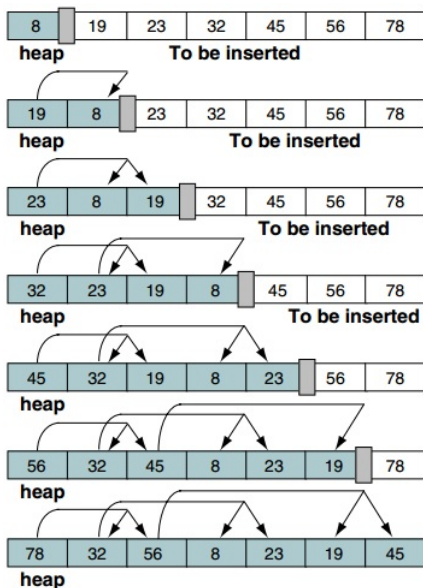 8 19 23 32 45 56 78
heap To be inserted
19 8 23 32 45 56 78
heap To be inserted
23 8 19 32 45 56 78
heap To be inserted
32 23 19 8 45 56 78
heap To be inserted
45 32 19 8 23 56 78
heap
56 32 45 8 23 19 78
heap
78 32 56 8 23 19 45
heap